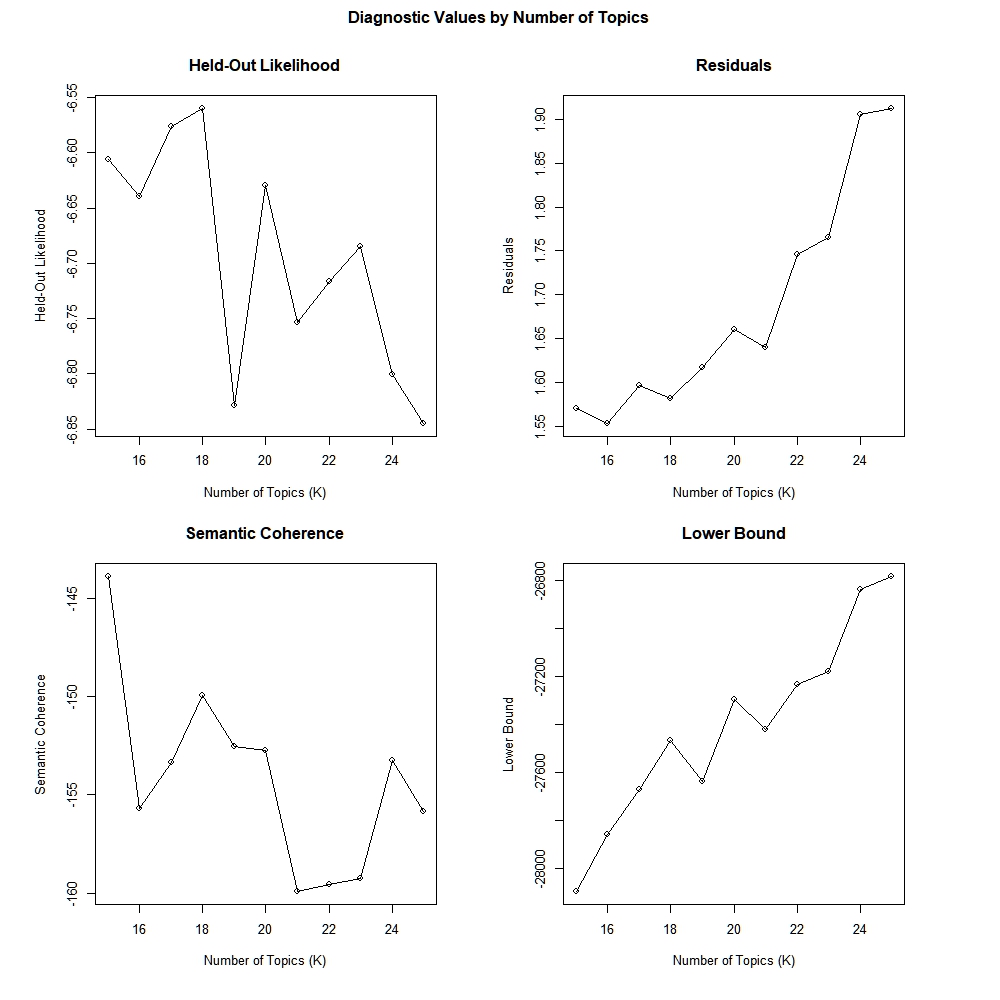 Diagnostic Values by Number of Topics
Held-Out Likelihood
Held-Out Likelihood
-6.55
-6.60
-6.65
-6.70
-6.75
-6.80
-6.85
16 18 20 22 24
Number of Topics (K)
Residuals
Residuals
1.90
1.85
1.80
1.75
1.70
1.65
1.60
1.55
16 18 20 22 24
Number of Topics (K)
Semantic Coherence
Semantic Coherence
-145
-150
-155
-160
16 18 20 22 24
Number of Topics (K)
Lower Bound
Lower Bound
-26800
-27200
-27600
-28000
16 18 20 22 24
Number of Topics (K)